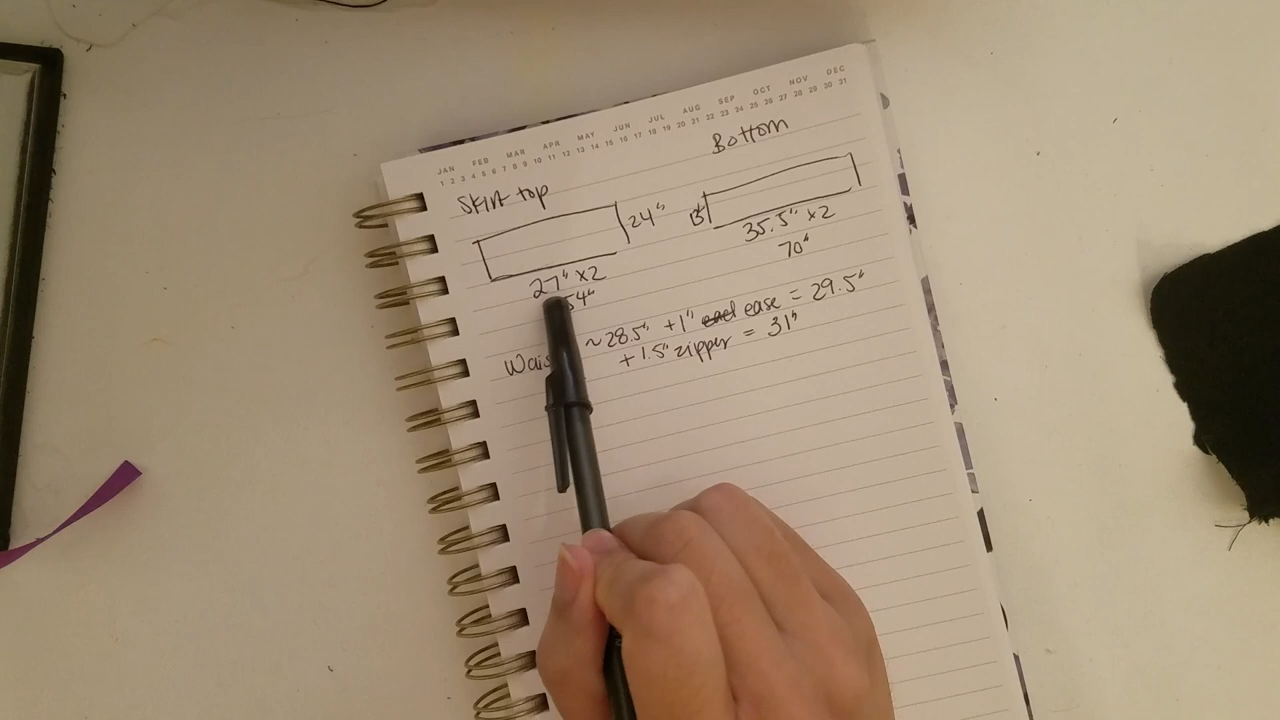 JAN FEB MAR APR MAY JUN JUL AUG SEP OCT NOV DEC
1 2 3 4 5 6 7 8 9 10 11 12 13 14 15 16 17 18 19 20 21 22 23 24 25 26 27 28 29 30 31
Bottom
Skirt top
24"
27" x2
54"
35.5" x2
70"
~28.5" +1" ease = 29.5"
+1.5" zipper = 31"